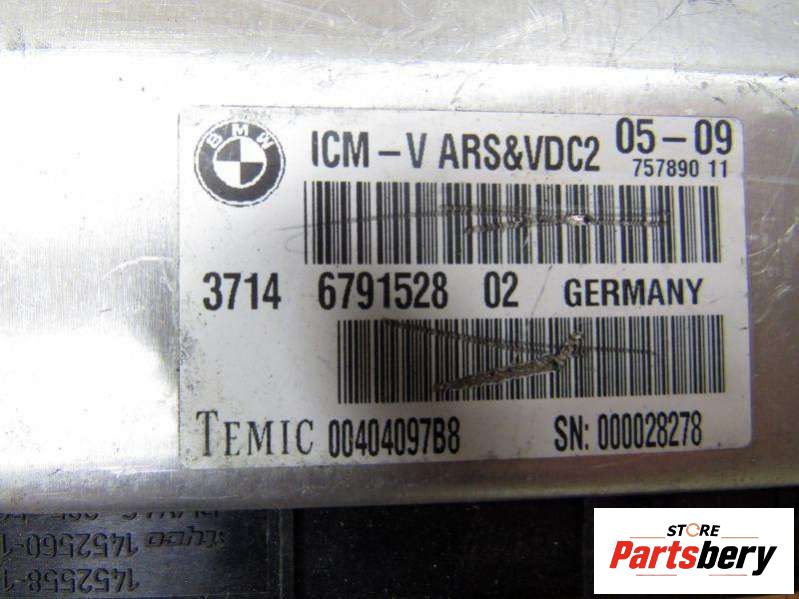 BMW
ICM-V ARS&VDC2 05-09
757890 11
3714 6791528 02 GERMANY
TEMIC 00404097B8 SN: 000028278
tyco
1452560-1
1452558-1
STORE
Partsbery